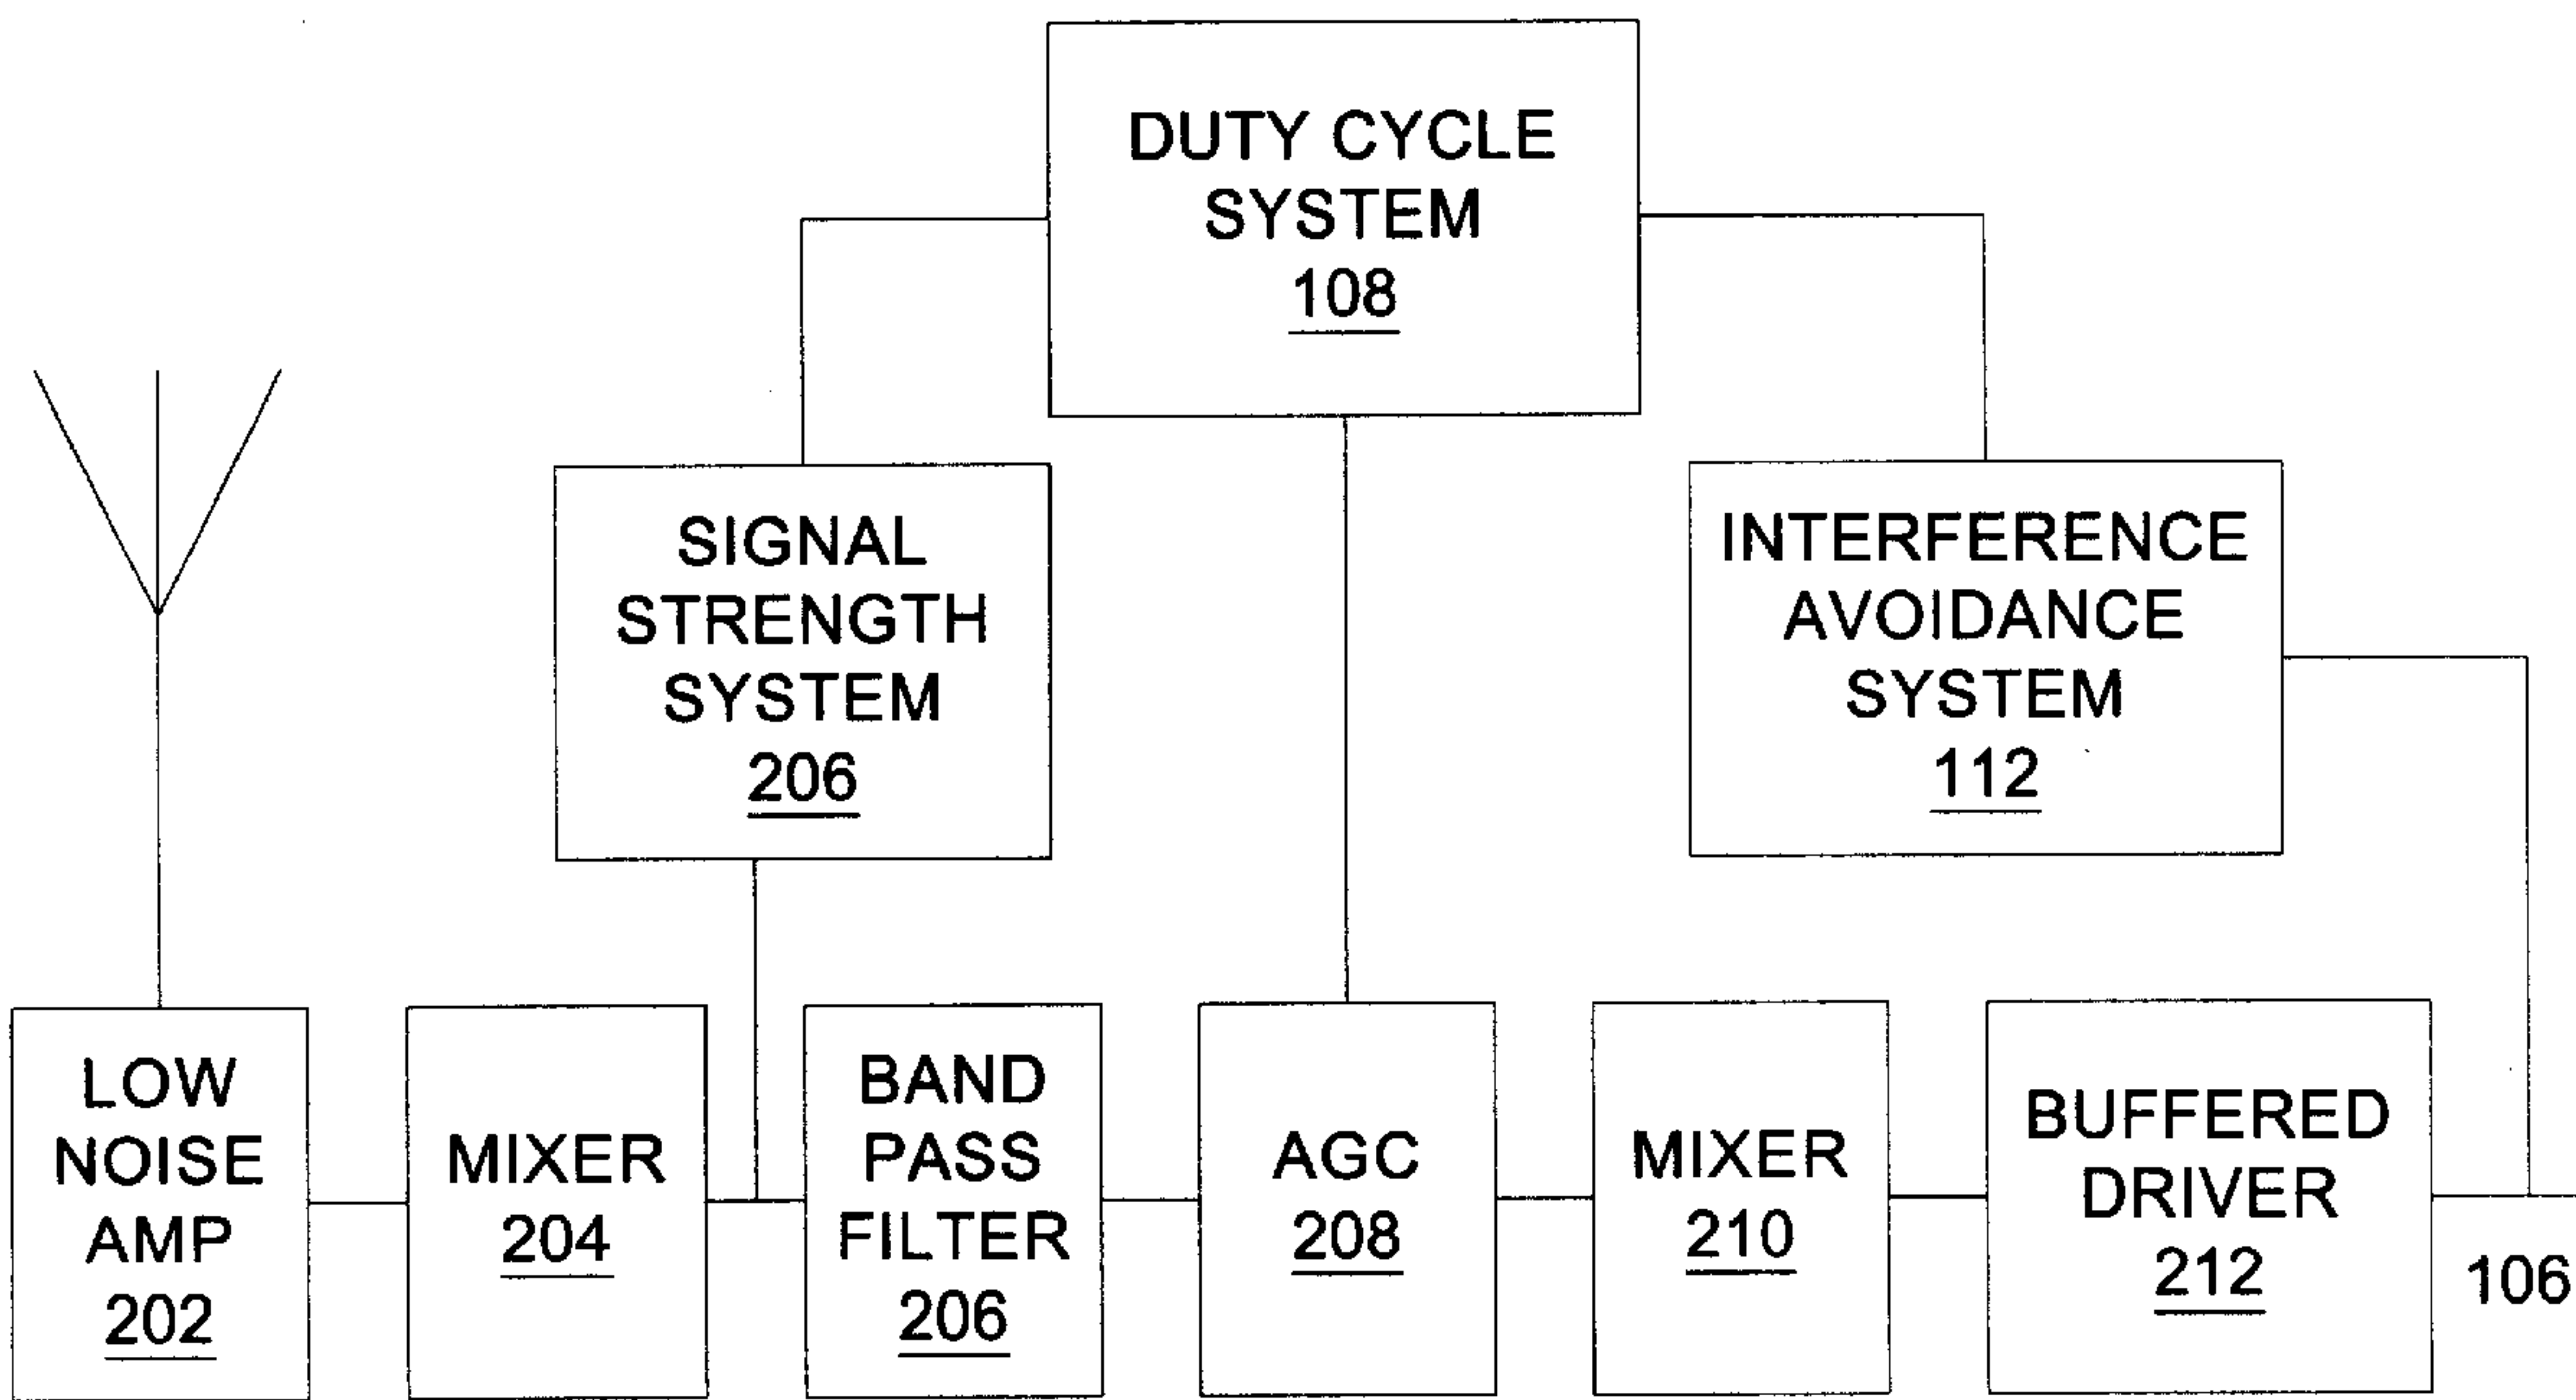 DUTY CYCLE
SYSTEM
108
SIGNAL
STRENGTH
SYSTEM
206
INTERFERENCE
AVOIDANCE
SYSTEM
112
LOW
NOISE
AMP
202
MIXER
204
BAND
PASS
FILTER
206
AGC
208
MIXER
210
BUFFERED
DRIVER
212
106